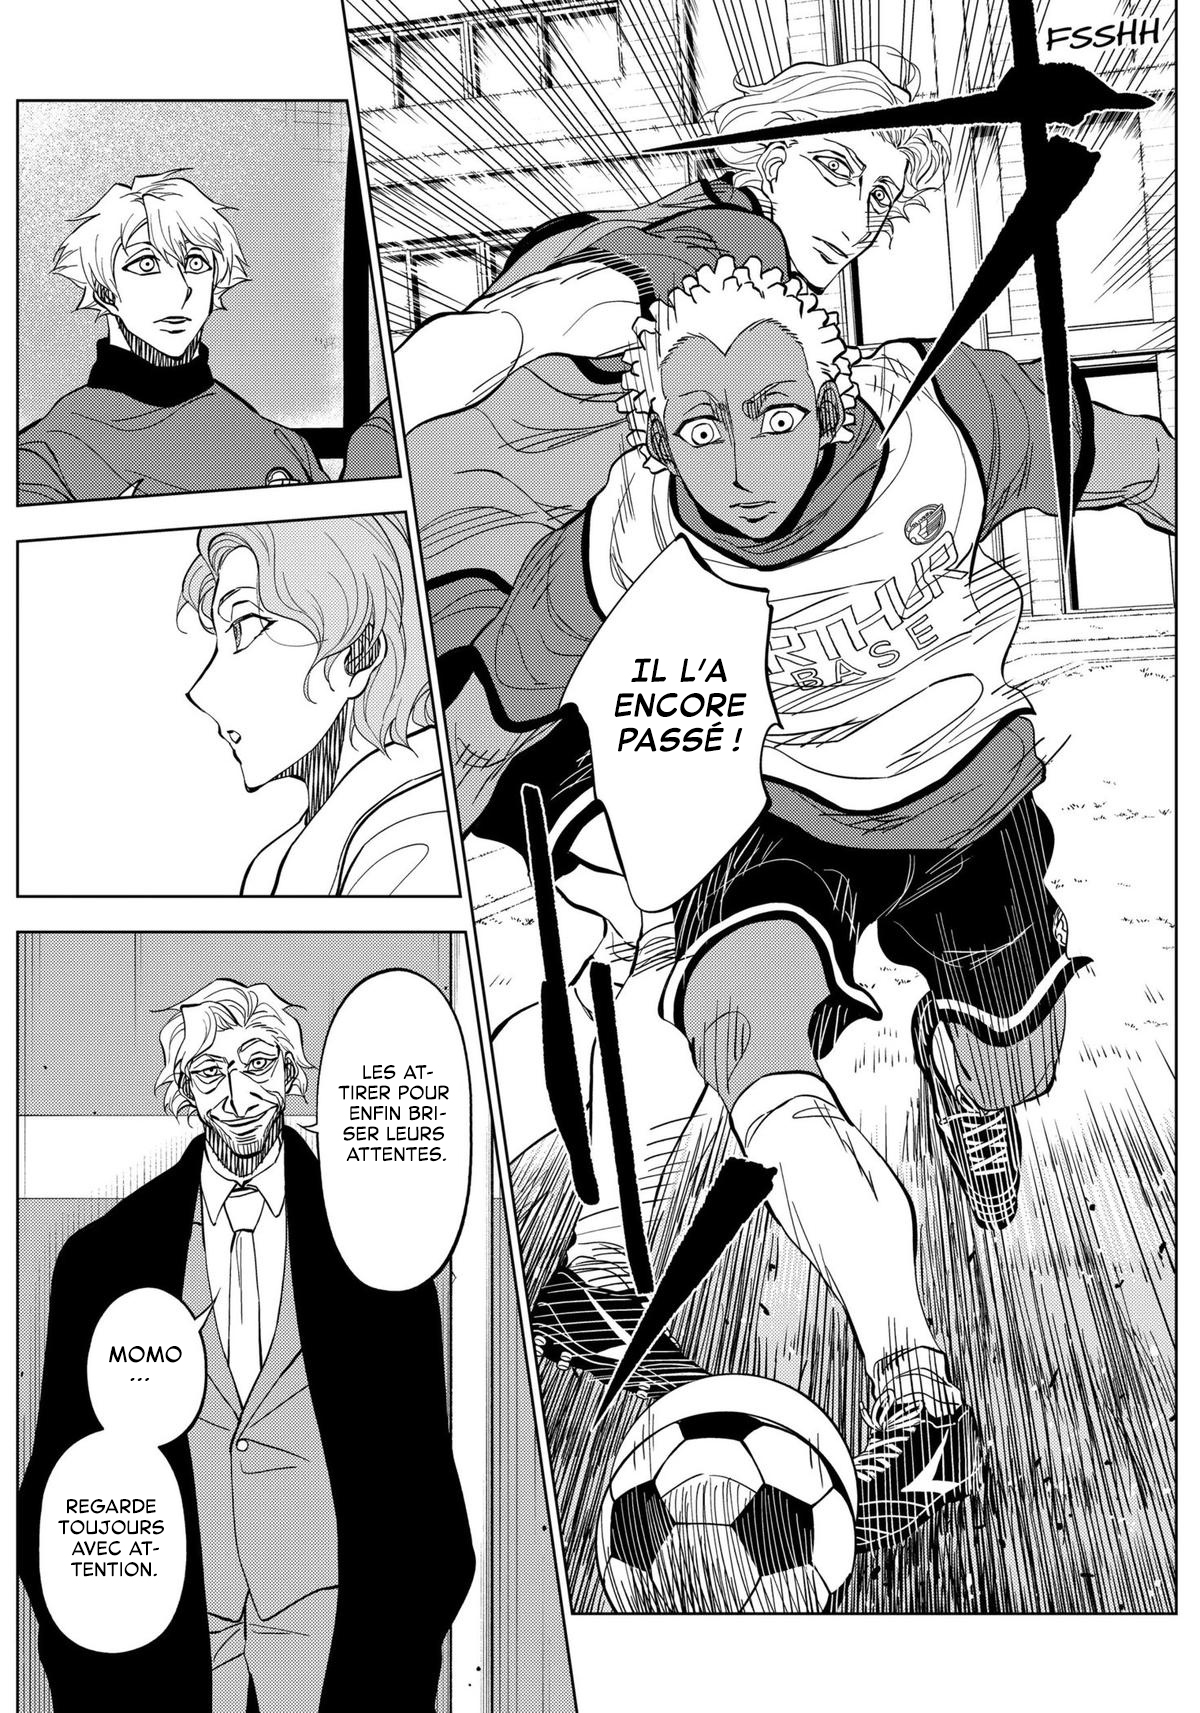 FSSHH
IL L'A
ENCORE
PASSÉ !
RTHUR
BASE
LES AT-
TIRER POUR
ENFIN BRI-
SER LEURS
ATTENTES.
MOMO
...
REGARDE
TOUJOURS
AVEC AT-
TENTION.